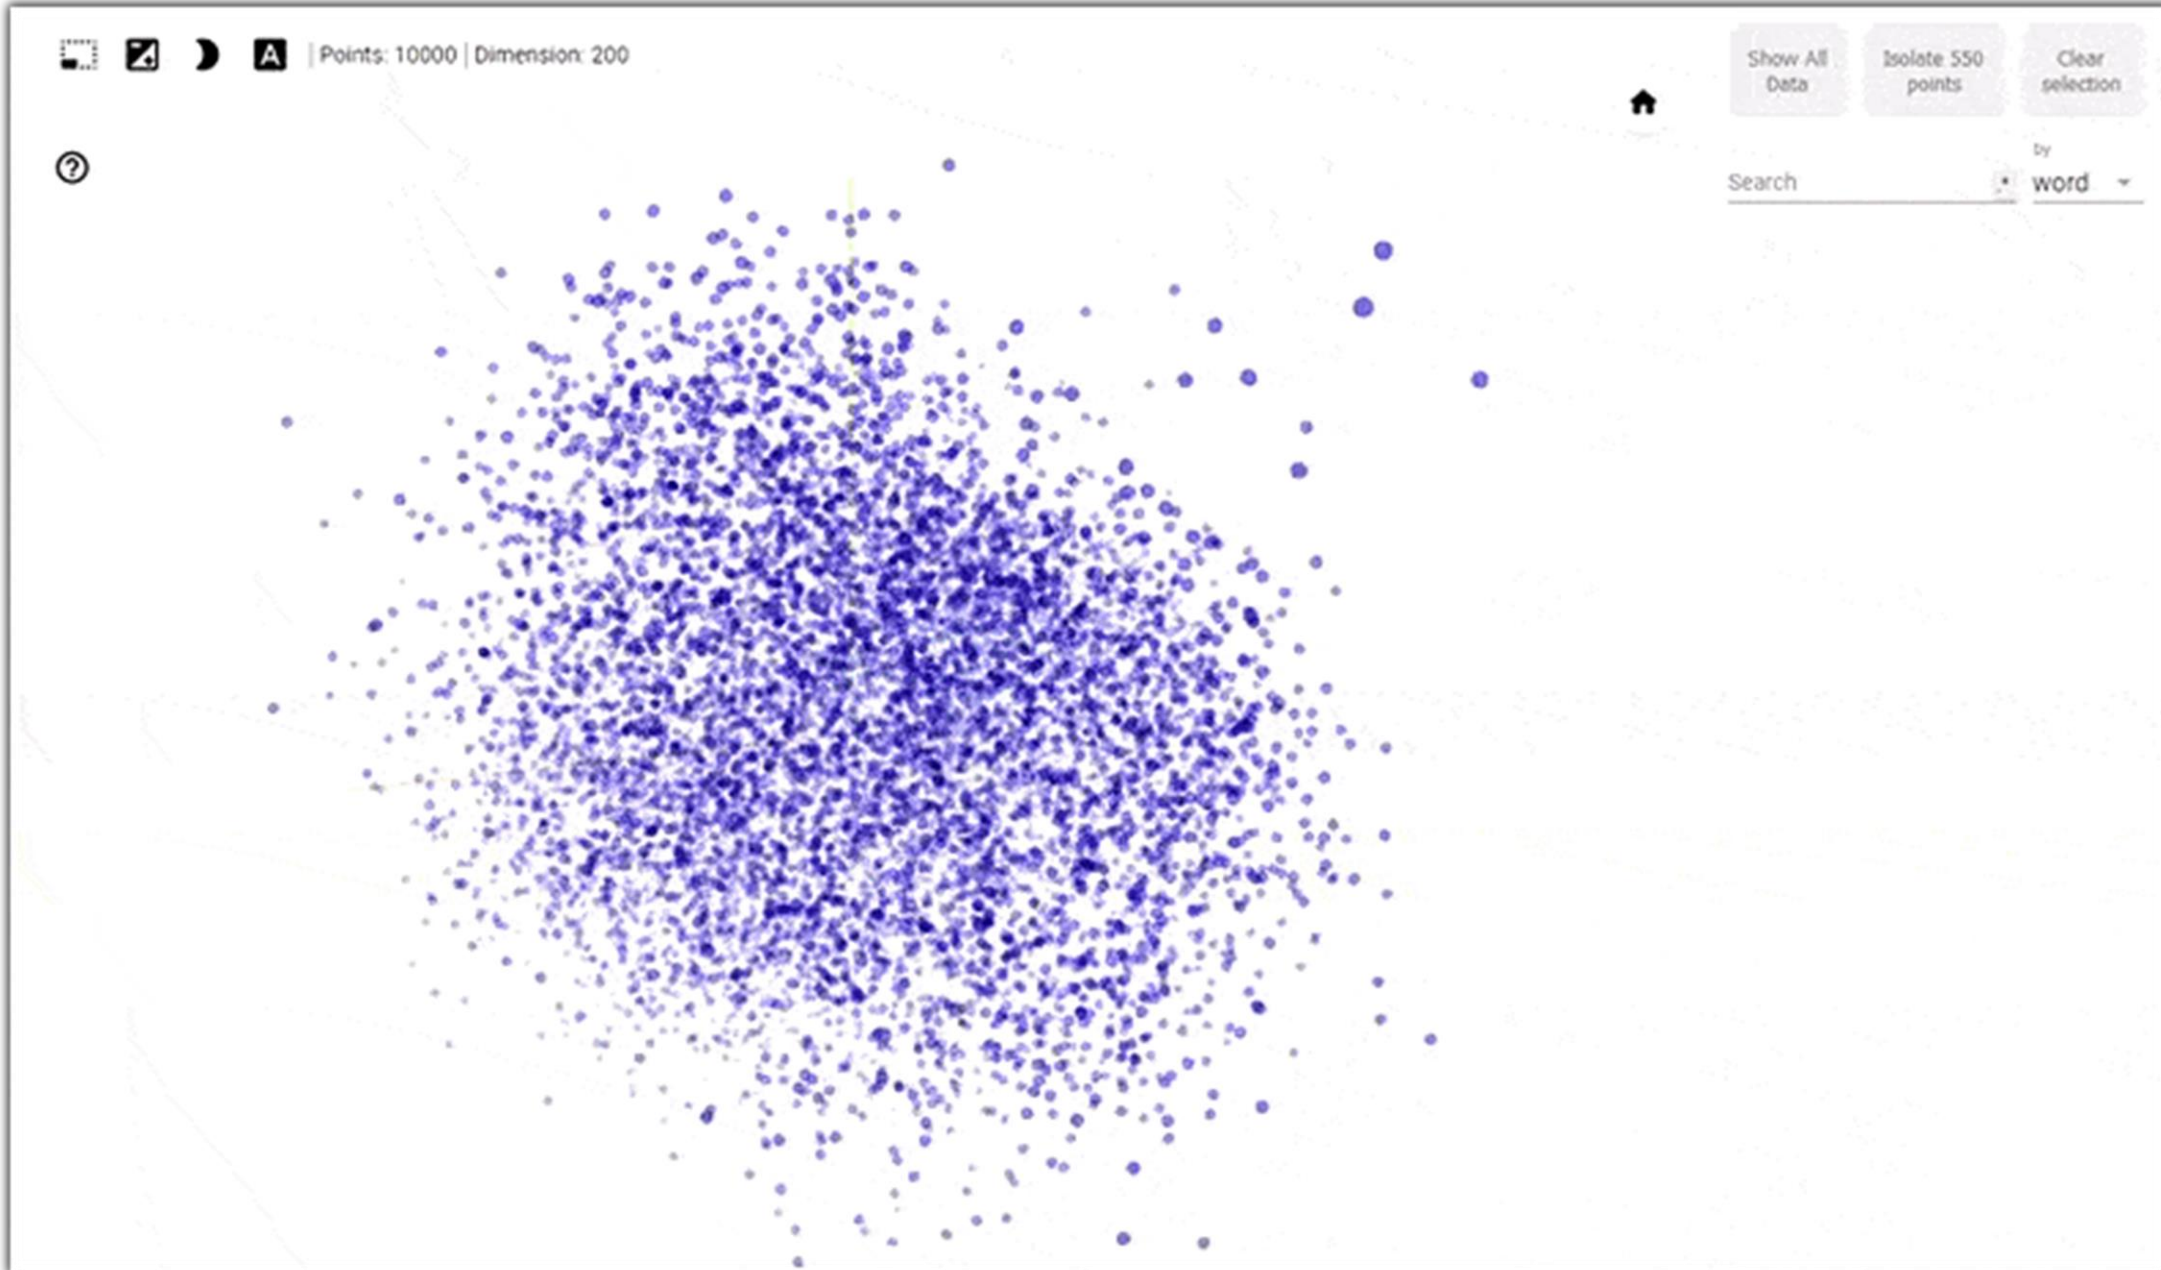 A
Points: 10000 | Dimension: 200
Show All
Data
Isolate 550
points
Clear
selection
?
by
Search
.*
word